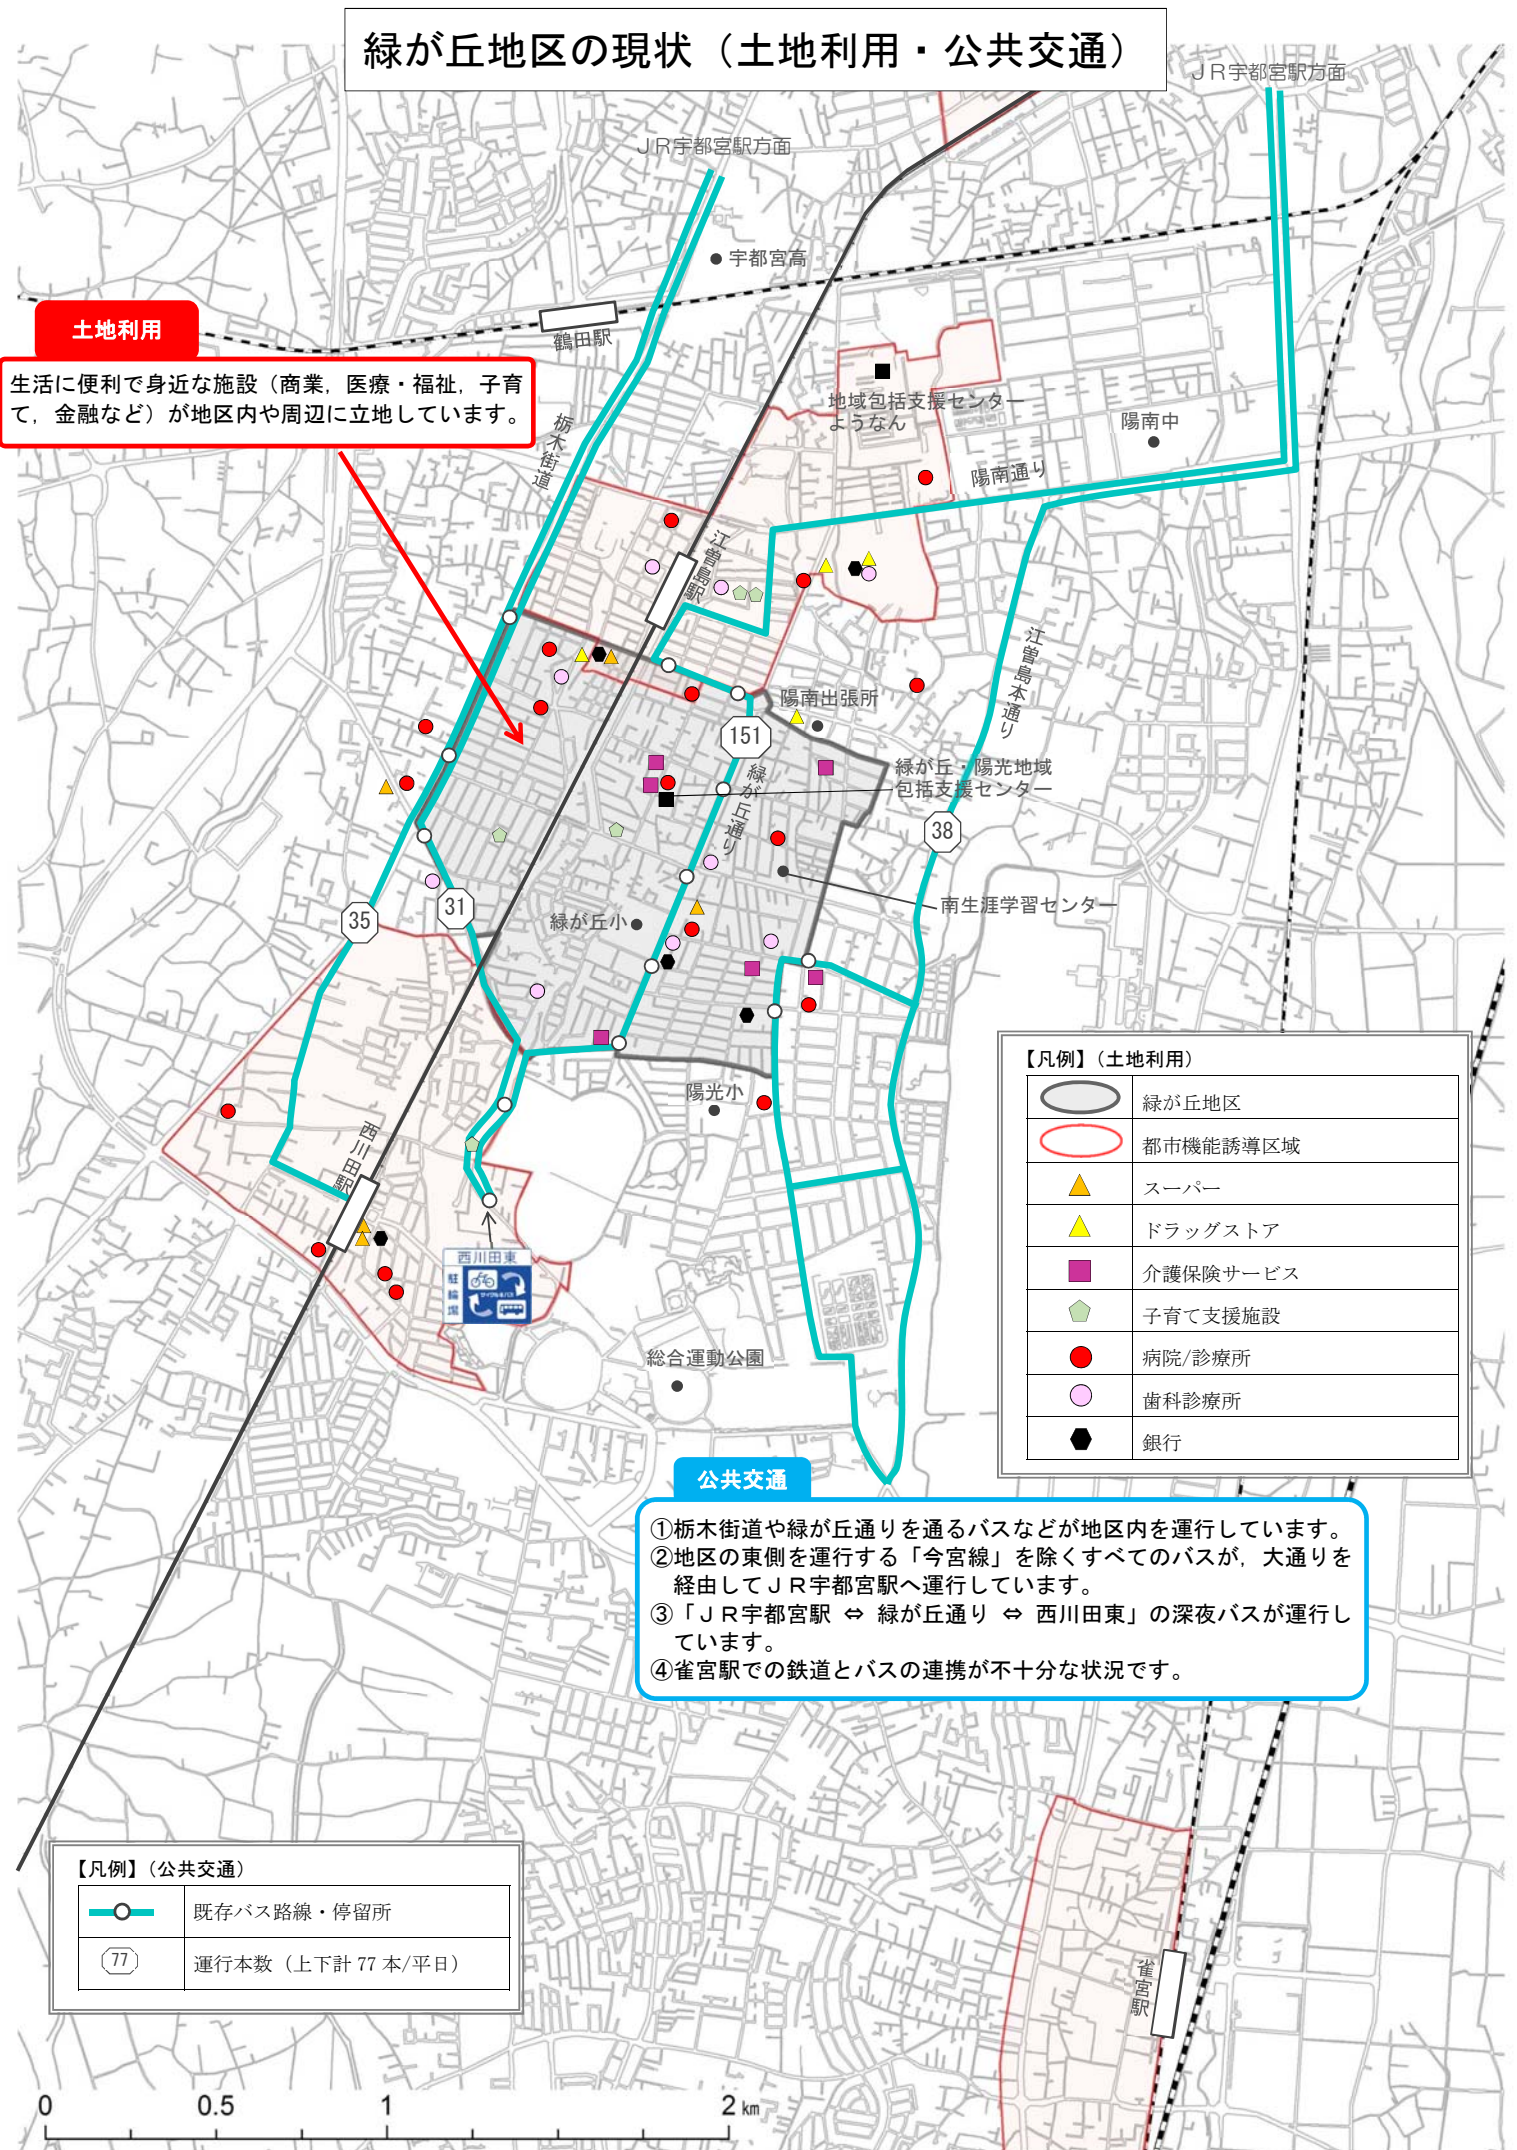 緑が丘地区の現状（土地利用・公共交通）
ＪＲ宇都宮駅方面
ＪＲ宇都宮駅方面
宇都宮高
土地利用
鶴田駅
生活に便利で身近な施設（商業，医療・福祉，子育
て，金融など）が地区内や周辺に立地しています。
地域包括支援センター
ようなん
陽南中
栃木街道
陽南通り
江曽島駅
江曽島本通り
陽南出張所
151
緑が丘・陽光地域
包括支援センター
緑が丘通り
38
35
31
緑が丘小
南生涯学習センター
陽光小
西川田駅
西川田東
駐輪場
サイクル&バス
総合運動公園
【凡例】（土地利用）
緑が丘地区
都市機能誘導区域
スーパー
ドラッグストア
介護保険サービス
子育て支援施設
病院/診療所
歯科診療所
銀行
公共交通
①栃木街道や緑が丘通りを通るバスなどが地区内を運行しています。
②地区の東側を運行する「今宮線」を除くすべてのバスが，大通りを
経由してＪＲ宇都宮駅へ運行しています。
③「ＪＲ宇都宮駅 ⇔ 緑が丘通り ⇔ 西川田東」の深夜バスが運行し
ています。
④雀宮駅での鉄道とバスの連携が不十分な状況です。
【凡例】（公共交通）
既存バス路線・停留所
77
運行本数（上下計 77 本/平日）
雀宮駅
0 0.5 1 2 km